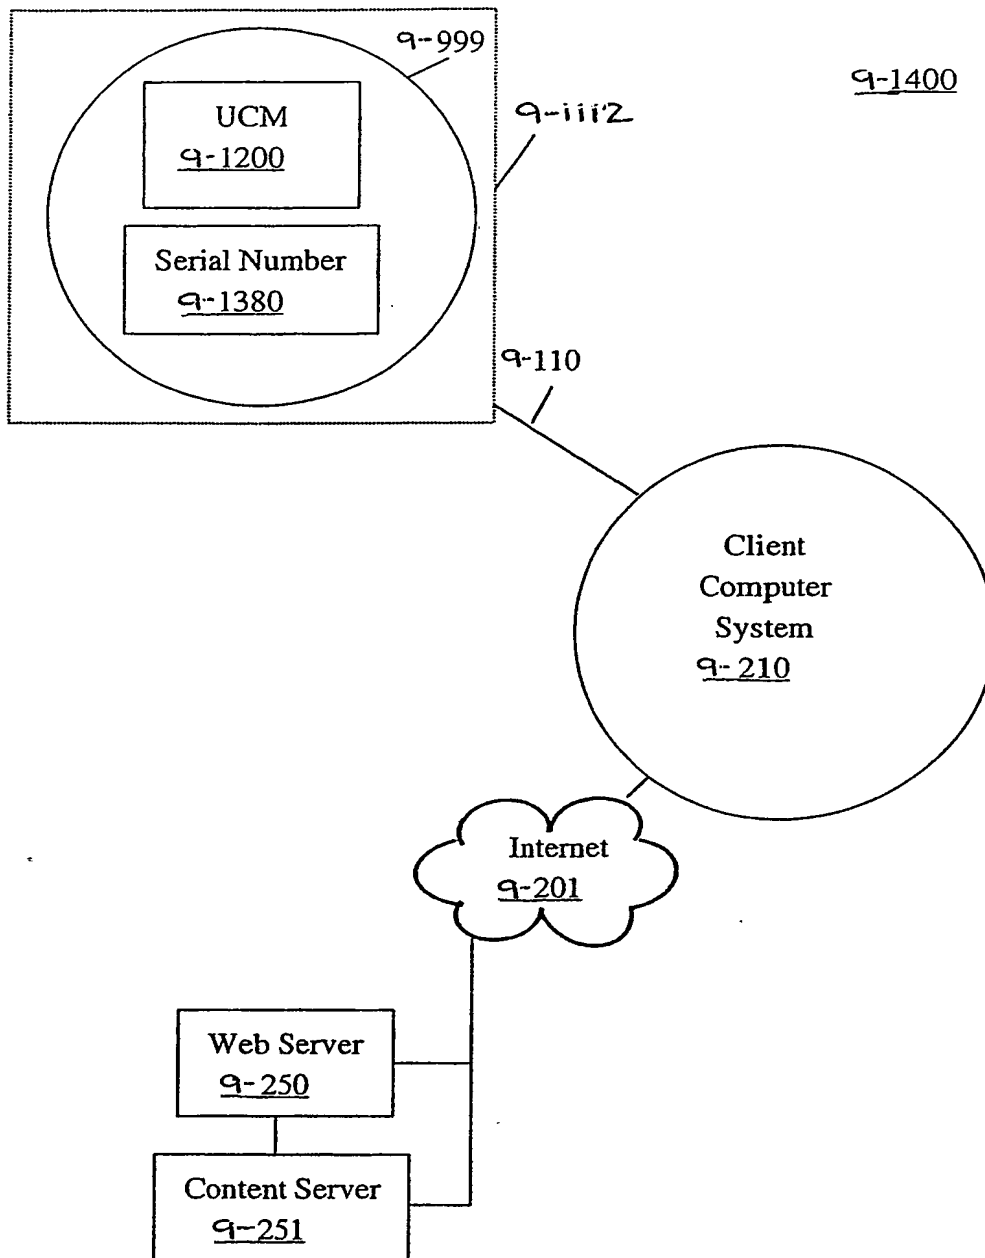 9-999
9-1400
UCM
9-1200
9-1112
Serial Number
9-1380
9-110
Client
Computer
System
9-210
Internet
9-201
Web Server
9-250
Content Server
9-251